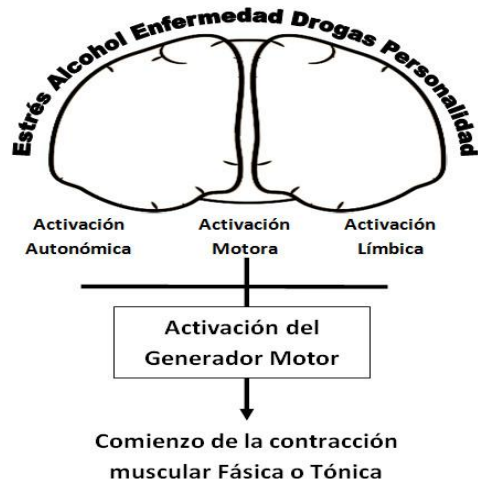 Estrés Alcohol Enfermedad Drogas Personalidad
Activación
Autonómica
Activación
Motora
Activación
Límbica
Activación del
Generador Motor
Comienzo de la contracción
muscular Fásica o Tónica